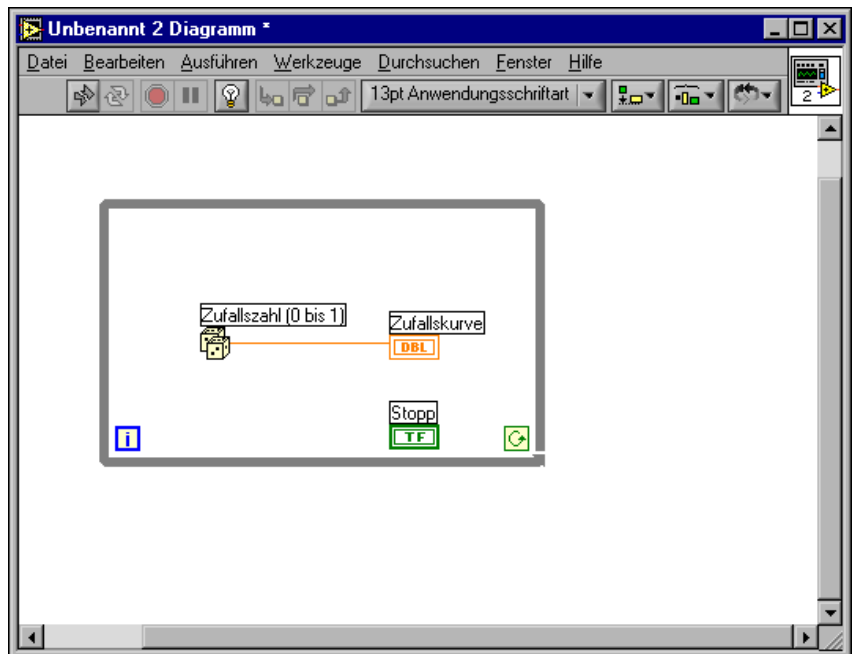 Unbenannt 2 Diagramm *
Datei Bearbeiten Ausführen Werkzeuge Durchsuchen Fenster Hilfe
13pt Anwendungsschriftart
2
Zufallszahl (0 bis 1)
Zufallskurve
DBL
Stopp
TF
i